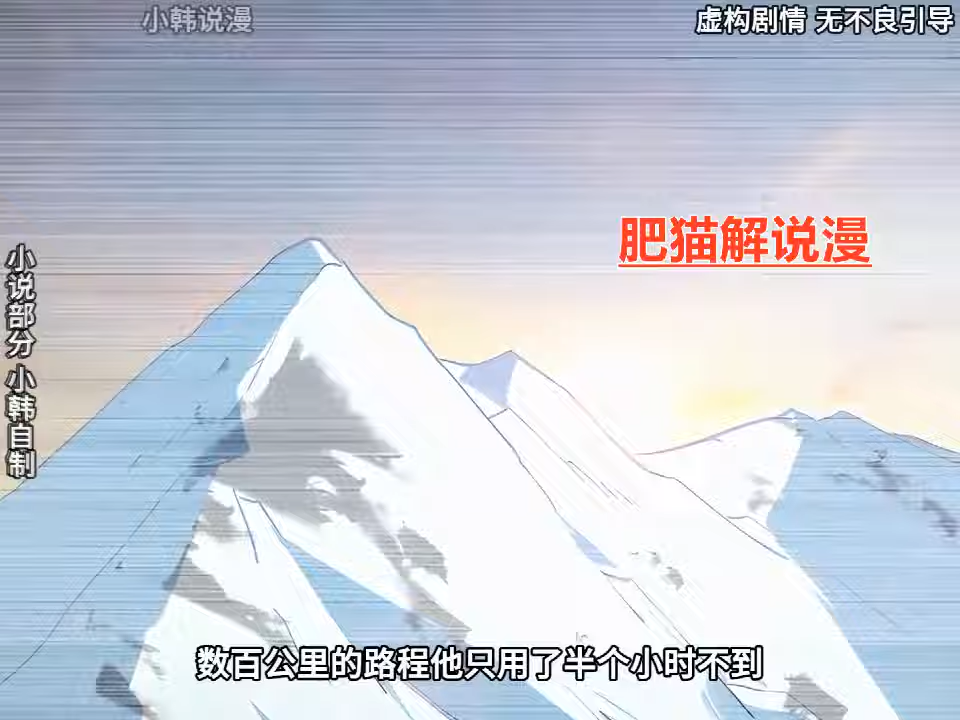 小韩说漫
虚构剧情 无不良引导
肥猫解说漫
小说部分 小韩自制
数百公里的路程他只用了半个小时不到